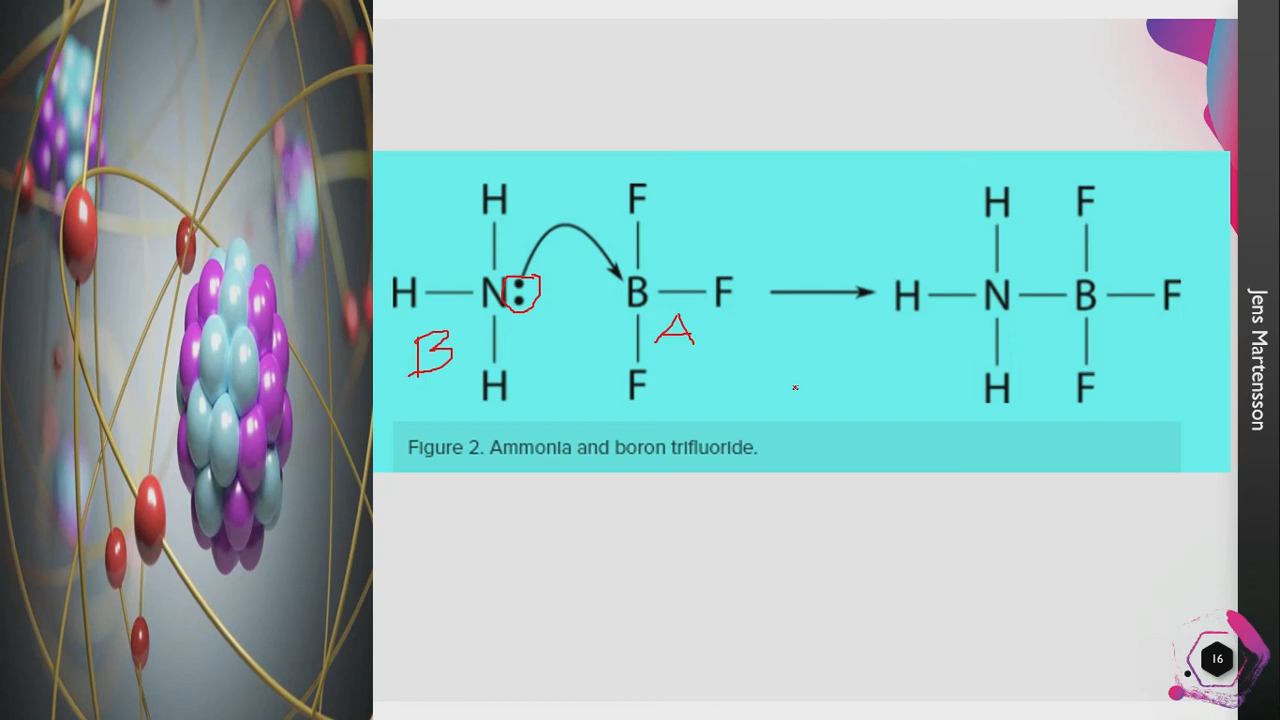 H F H F
H — N : B — F → H — N — B — F
B A
H F H F
Figure 2. Ammonia and boron trifluoride.
Jens Martensson
16